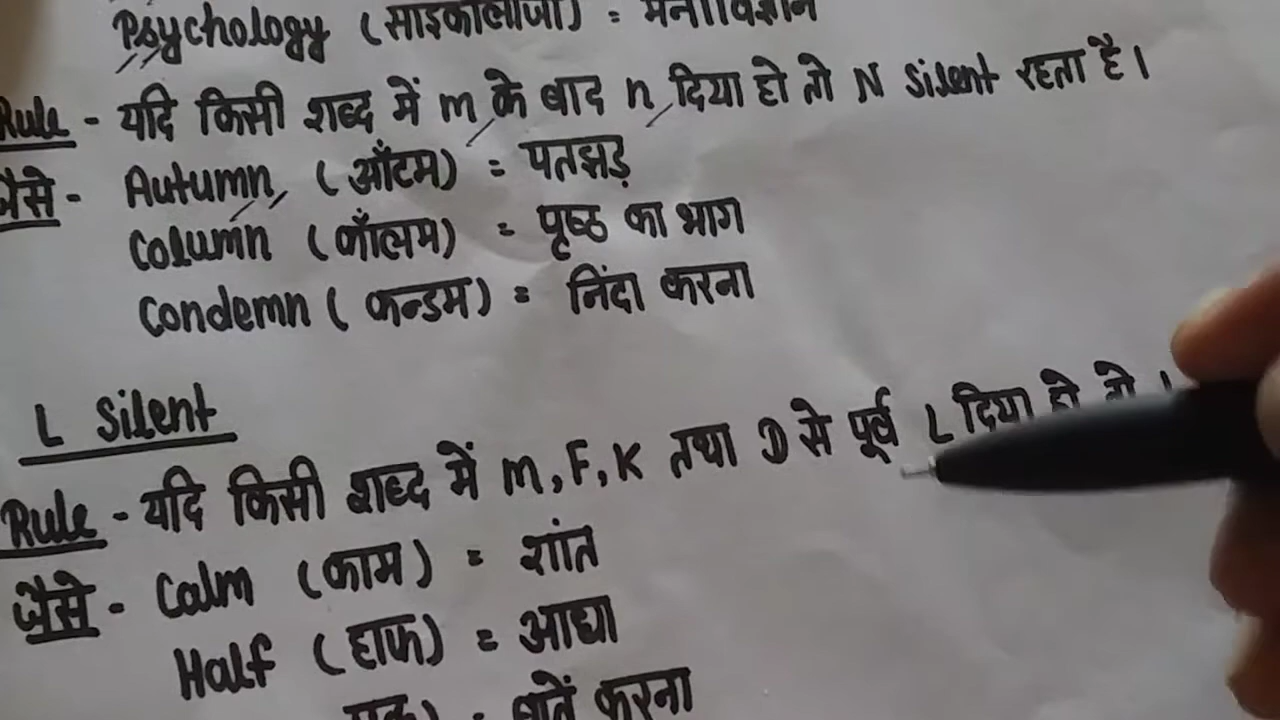 Psychology (साइकोलॉजी) = मनोविज्ञान
Rule - यदि किसी शब्द में m के बाद n दिया हो तो N Silent रहता है।
जैसे - Autumn (ऑटम) = पतझड़
Column (कॉलम) = पृष्ठ का भाग
Condemn (कन्डम) = निंदा करना
L Silent
Rule - यदि किसी शब्द में m, F, K तथा D से पूर्व L दिया हो तो
जैसे - Calm (काम) = शांत
Half (हाफ) = आधा
बातें करना